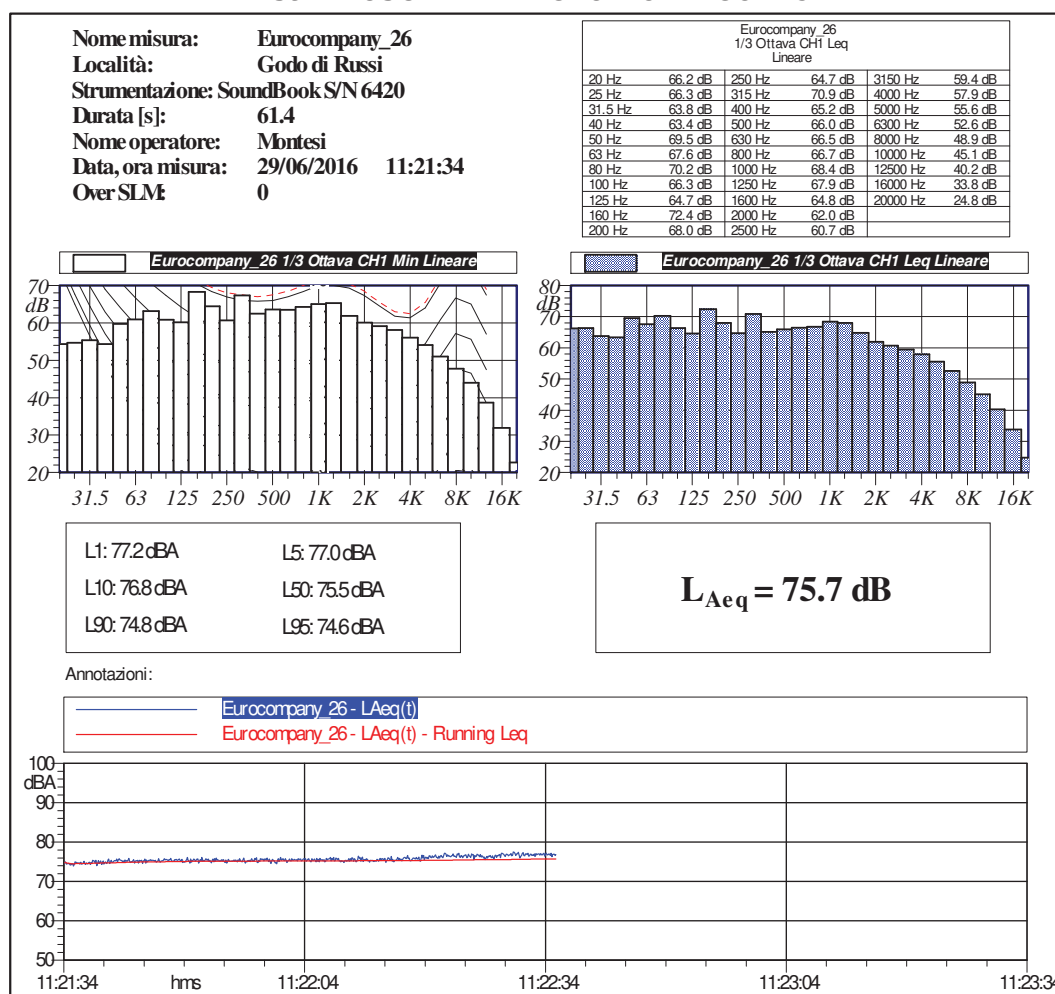 Nome misura: Eurocompany_26
Località: Godo di Russi
Strumentazione: SoundBook S/N 6420
Durata [s]: 61.4
Nome operatore: Montesi
Data, ora misura: 29/06/2016 11:21:34
Over SLM: 0
Eurocompany_26
1/3 Ottava CH1 Leq
Lineare
20 Hz 66.2 dB 250 Hz 64.7 dB 3150 Hz 59.4 dB
25 Hz 66.3 dB 315 Hz 70.9 dB 4000 Hz 57.9 dB
31.5 Hz 63.8 dB 400 Hz 65.2 dB 5000 Hz 55.6 dB
40 Hz 63.4 dB 500 Hz 66.0 dB 6300 Hz 52.6 dB
50 Hz 69.5 dB 630 Hz 66.5 dB 8000 Hz 48.9 dB
63 Hz 67.6 dB 800 Hz 66.7 dB 10000 Hz 45.1 dB
80 Hz 70.2 dB 1000 Hz 68.4 dB 12500 Hz 40.2 dB
100 Hz 66.3 dB 1250 Hz 67.9 dB 16000 Hz 33.8 dB
125 Hz 64.7 dB 1600 Hz 64.8 dB 20000 Hz 24.8 dB
160 Hz 72.4 dB 2000 Hz 62.0 dB
200 Hz 68.0 dB 2500 Hz 60.7 dB
Eurocompany_26 1/3 Ottava CH1 Min Lineare
70
dB
60
50
40
30
20
31.5 63 125 250 500 1K 2K 4K 8K 16K
Eurocompany_26 1/3 Ottava CH1 Leq Lineare
80
dB
70
60
50
40
30
20
31.5 63 125 250 500 1K 2K 4K 8K 16K
L1: 77.2 dBA L5: 77.0 dBA
L10: 76.8 dBA L50: 75.5 dBA
L90: 74.8 dBA L95: 74.6 dBA
LAeq = 75.7 dB
Annotazioni:
Eurocompany_26 - LAeq(t)
Eurocompany_26 - LAeq(t) - Running Leq
100
dBA
90
80
70
60
50
11:21:34 hms 11:22:04 11:22:34 11:23:04 11:23:34